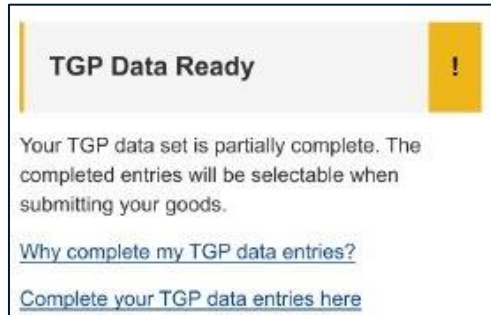 TGP Data Ready !
Your TGP data set is partially complete. The
completed entries will be selectable when
submitting your goods.
Why complete my TGP data entries?
Complete your TGP data entries here